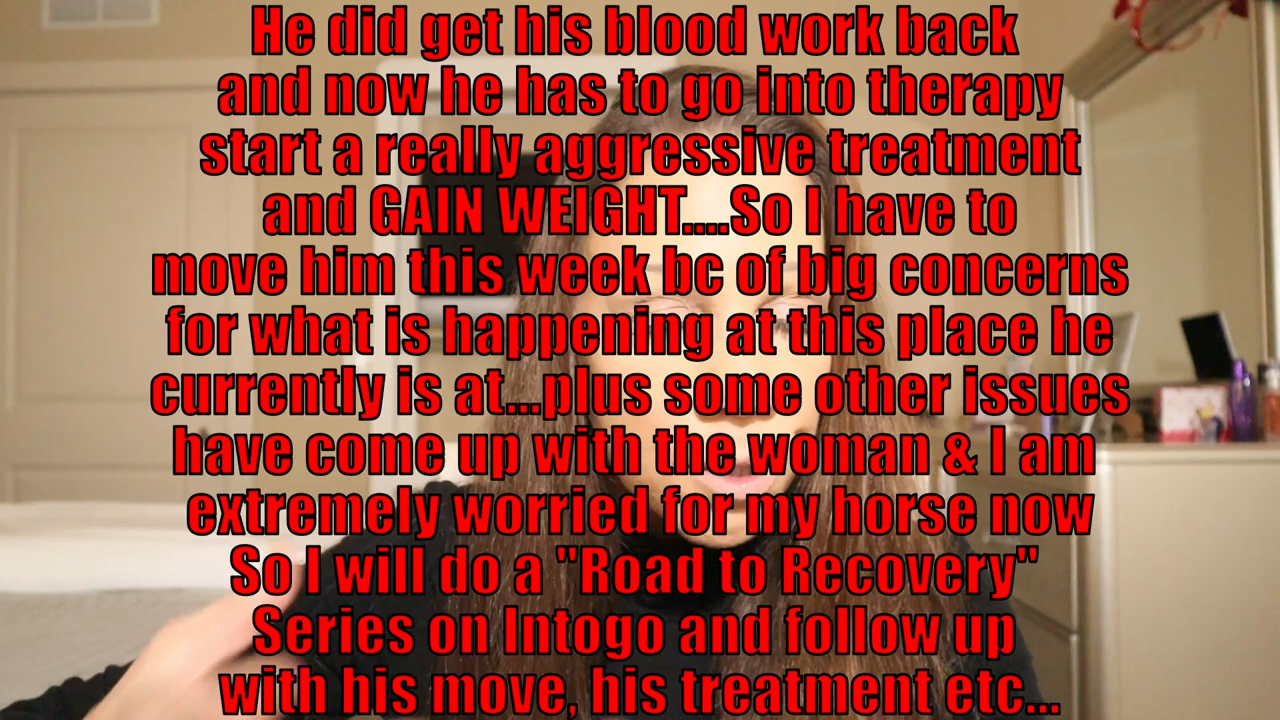 He did get his blood work back
and now he has to go into therapy
start a really aggressive treatment
and GAIN WEIGHT....So I have to
move him this week bc of big concerns
for what is happening at this place he
currently is at...plus some other issues
have come up with the woman & I am
extremely worried for my horse now
So I will do a "Road to Recovery"
Series on Intogo and follow up
with his move, his treatment etc...